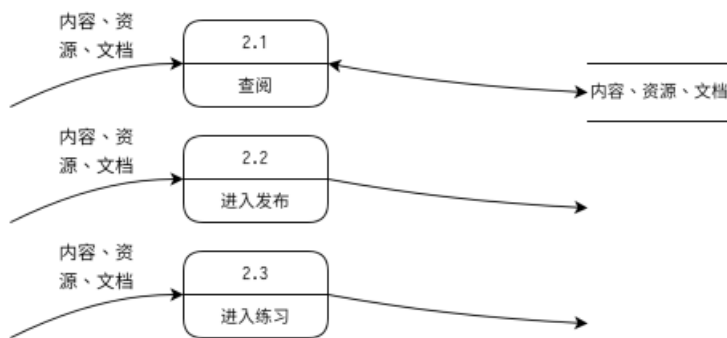 内容、资
源、文档
2.1
查阅
内容、资源、文档
内容、资
源、文档
2.2
进入发布
内容、资
源、文档
2.3
进入练习